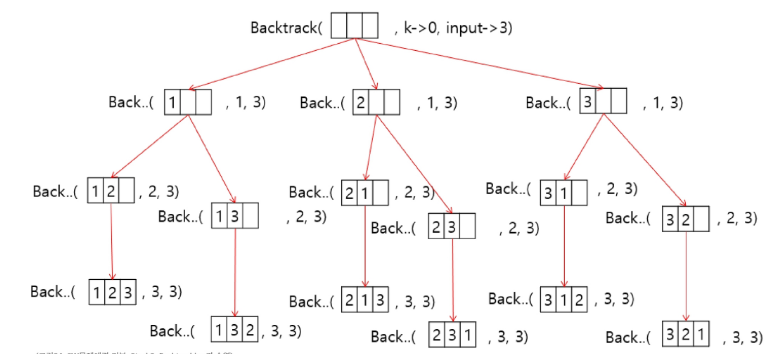 Backtrack( , k->0, input->3)
Back..( 1 , 1, 3) Back..( 2 , 1, 3) Back..( 3 , 1, 3)
Back..( 1 2 , 2, 3) Back..( 2 1 , 2, 3) Back..( 3 1 , 2, 3)
Back..( 1 3 , 2, 3) Back..( 2 3 , 2, 3) Back..( 3 2 , 2, 3)
Back..( 1 2 3 , 3, 3) Back..( 2 1 3 , 3, 3) Back..( 3 1 2 , 3, 3)
Back..( 1 3 2 , 3, 3) Back..( 2 3 1 , 3, 3) Back..( 3 2 1 , 3, 3)